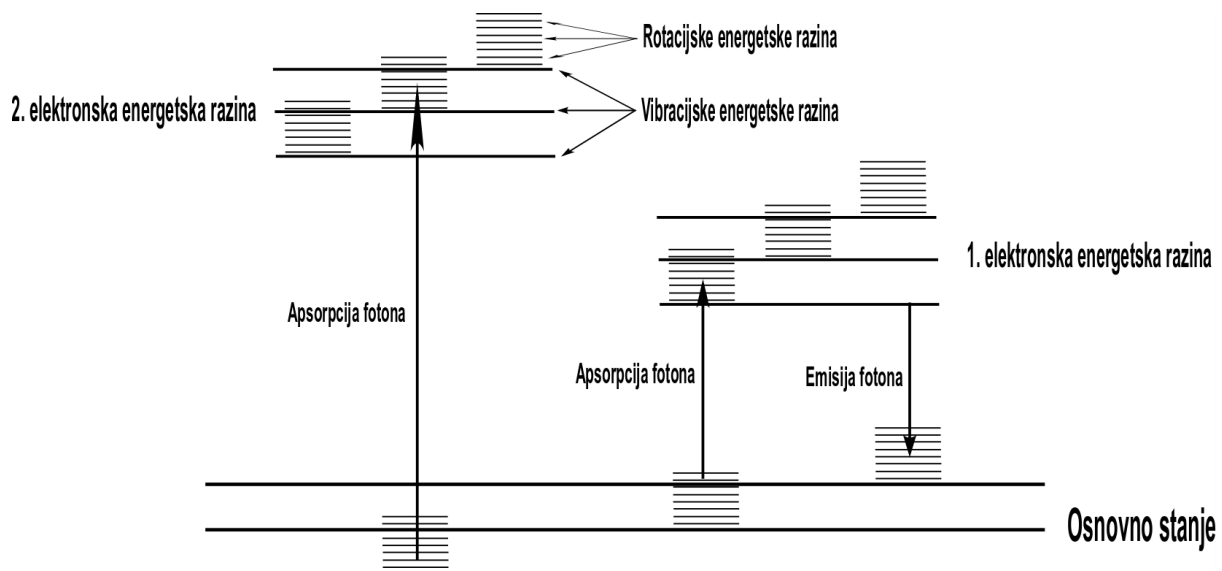 Rotacijske energetske razina
2. elektronska energetska razina
Vibracijske energetske razina
1. elektronska energetska razina
Apsorpcija fotona
Apsorpcija fotona
Emisija fotona
Osnovno stanje